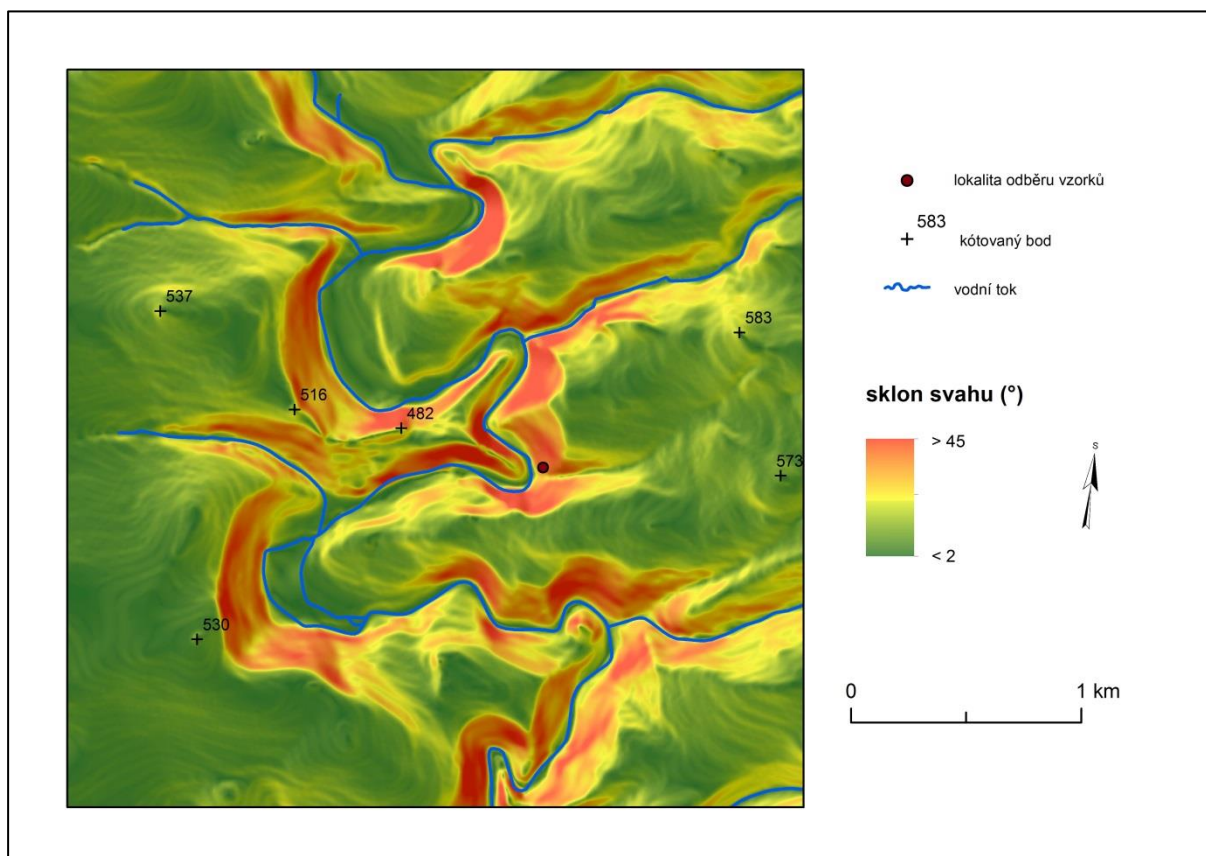 537
516
482
583
573
530
lokalita odběru vzorků
583
kótovaný bod
vodní tok
sklon svahu (°)
> 45
< 2
S
0 1 km